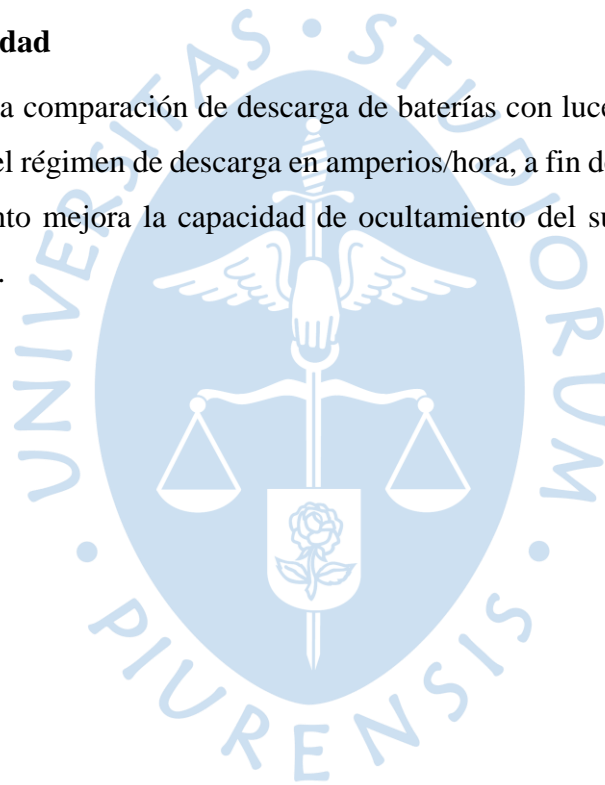 dad
a comparación de descarga de baterías con luce
el régimen de descarga en amperios/hora, a fin de
nto mejora la capacidad de ocultamiento del su
.
UNIVERSITAS • STUDIORUM • PIURENSIS •